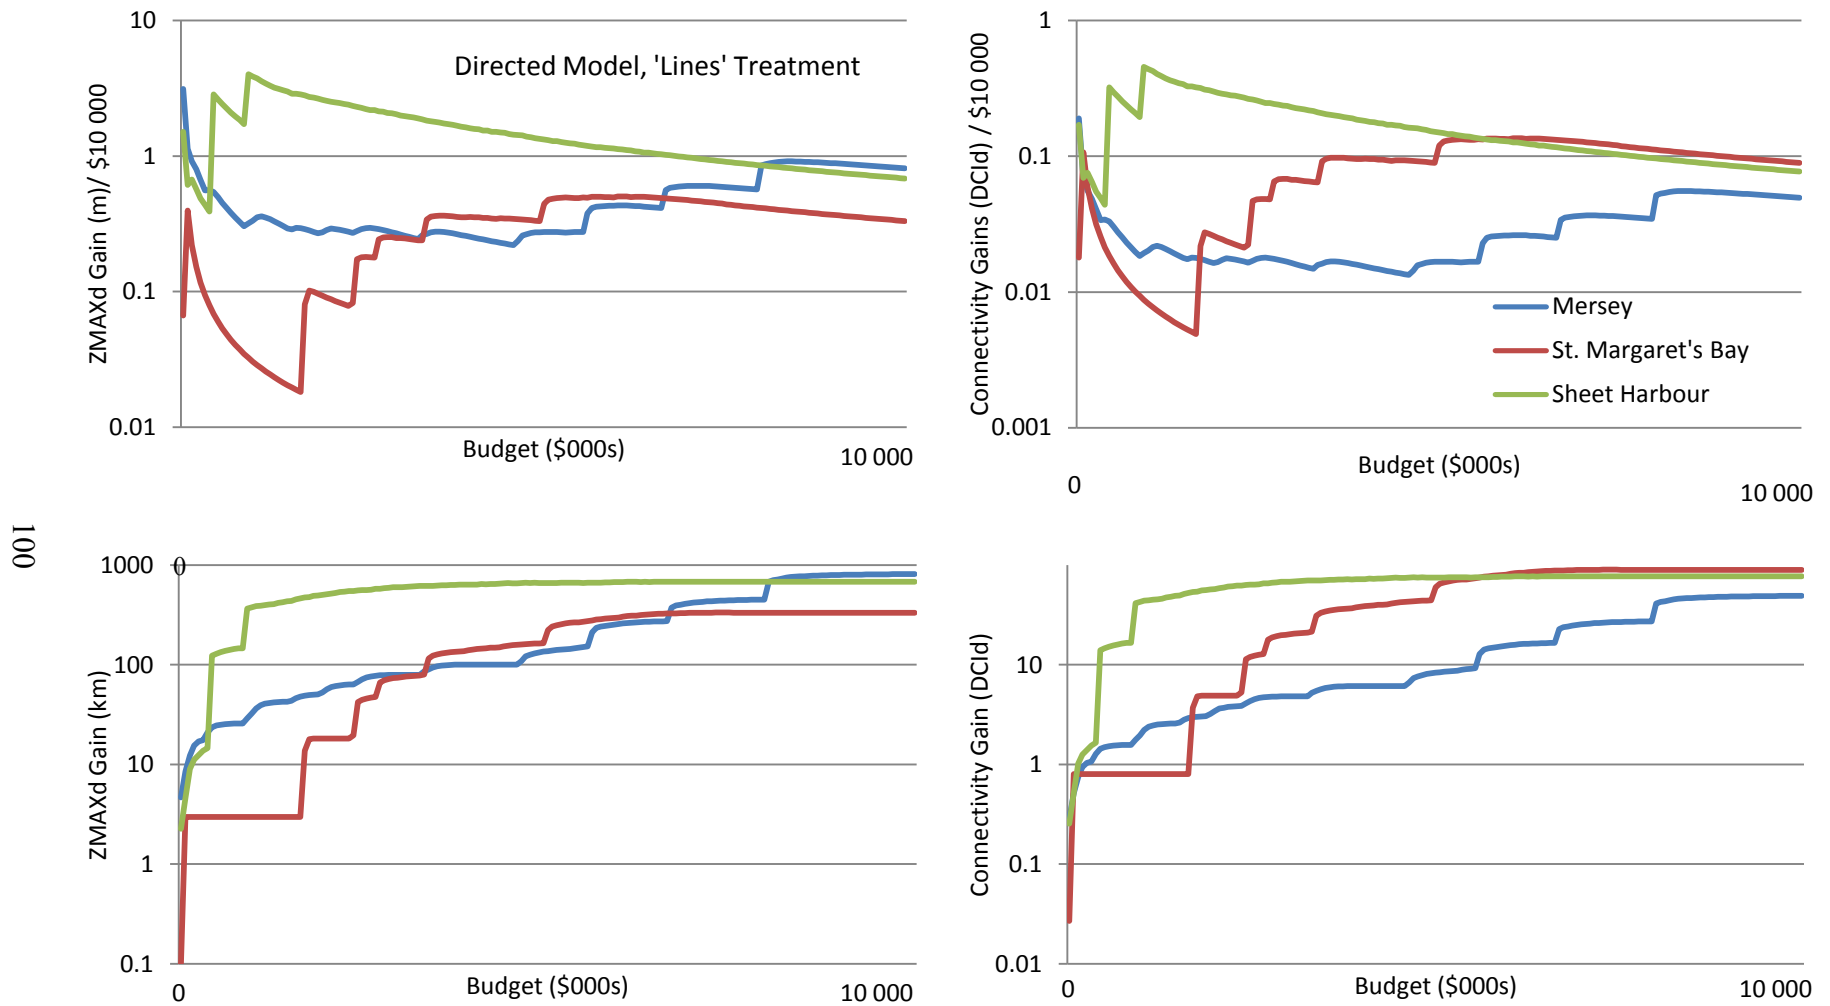 Directed Model, 'Lines' Treatment
ZMAXd Gain (m)/ $10 000
10
1
0.1
0.01
Budget ($000s)
10 000
Connectivity Gains (DCId) / $10 000
1
0.1
0.01
0.001
Mersey
St. Margaret's Bay
Sheet Harbour
0
Budget ($000s)
10 000
100
ZMAXd Gain (km)
1000
100
10
1
0.1
0
0
Budget ($000s)
10 000
Connectivity Gain (DCId)
10
1
0.1
0.01
0
Budget ($000s)
10 000